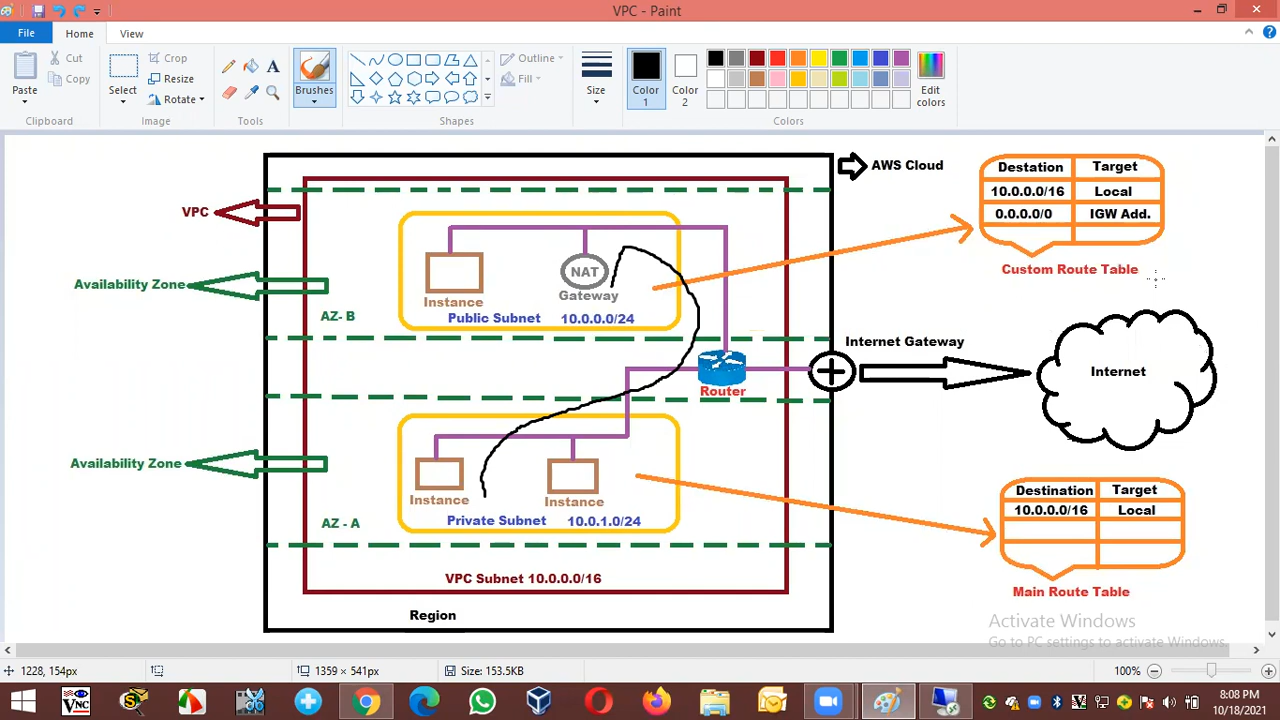 VPC - Paint
File
Home
View
Paste
Cut
Copy
Clipboard
Select
Crop
Resize
Rotate
Image
A
Tools
Brushes
Outline
Fill
Shapes
Size
Color
1
Color
2
Edit
colors
Colors
AWS Cloud
VPC
Availability Zone
AZ- B
Instance
NAT
Gateway
Public Subnet 10.0.0.0/24
Router
Internet Gateway
Internet
Destation Target
10.0.0.0/16 Local
0.0.0.0/0 IGW Add.
Custom Route Table
Availability Zone
AZ - A
Instance
Instance
Private Subnet 10.0.1.0/24
VPC Subnet 10.0.0.0/16
Region
Destination Target
10.0.0.0/16 Local
Main Route Table
Activate Windows
Go to PC settings to activate Windows.
1228, 154px
1359 × 541px
Size: 153.5KB
100%
VNC
8:08 PM
10/18/2021